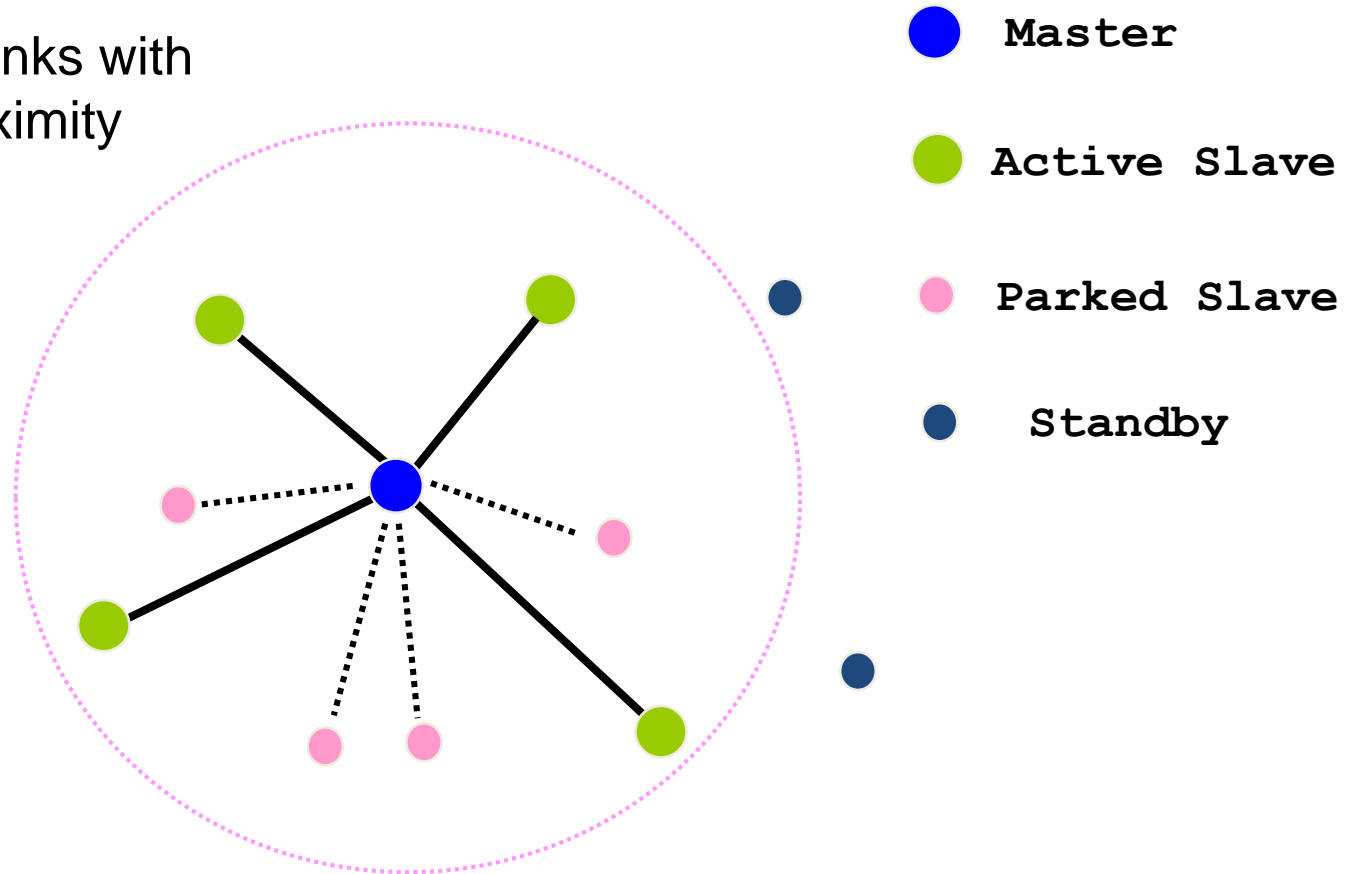 nks with
ximity
Master
Active Slave
Parked Slave
Standby